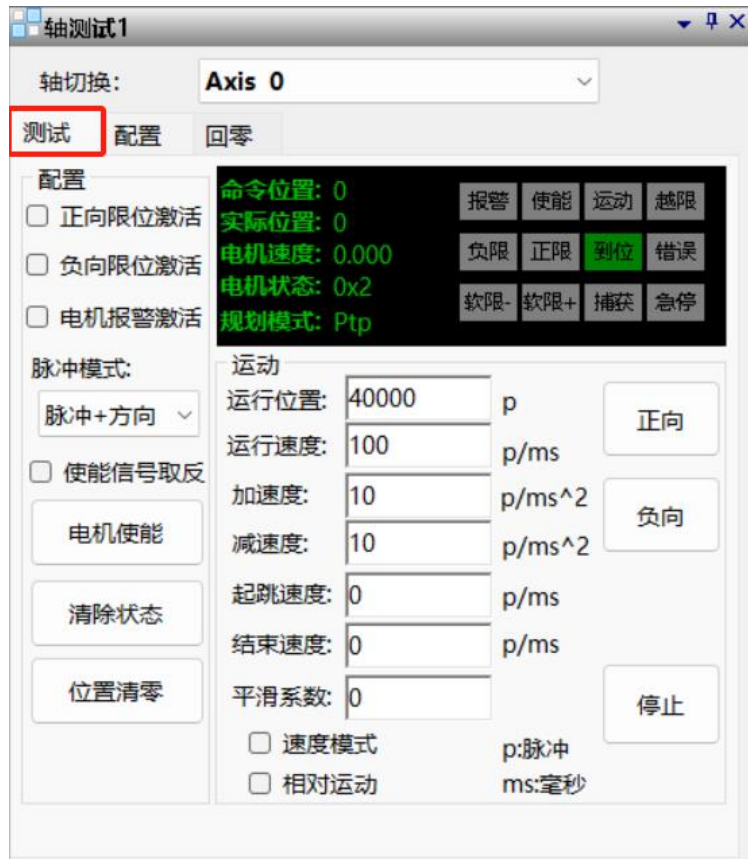 轴测试1
轴切换: Axis 0
测试 配置 回零
配置
正向限位激活
负向限位激活
电机报警激活
脉冲模式:
脉冲+方向
使能信号取反
电机使能
清除状态
位置清零
命令位置: 0
实际位置: 0
电机速度: 0.000
电机状态: 0x2
规划模式: Ptp
报警 使能 运动 越限
负限 正限 到位 错误
软限- 软限+ 捕获 急停
运动
运行位置: 40000 p
运行速度: 100 p/ms
加速度: 10 p/ms^2
减速度: 10 p/ms^2
起跳速度: 0 p/ms
结束速度: 0 p/ms
平滑系数: 0
速度模式 p:脉冲
相对运动 ms:毫秒
正向
负向
停止